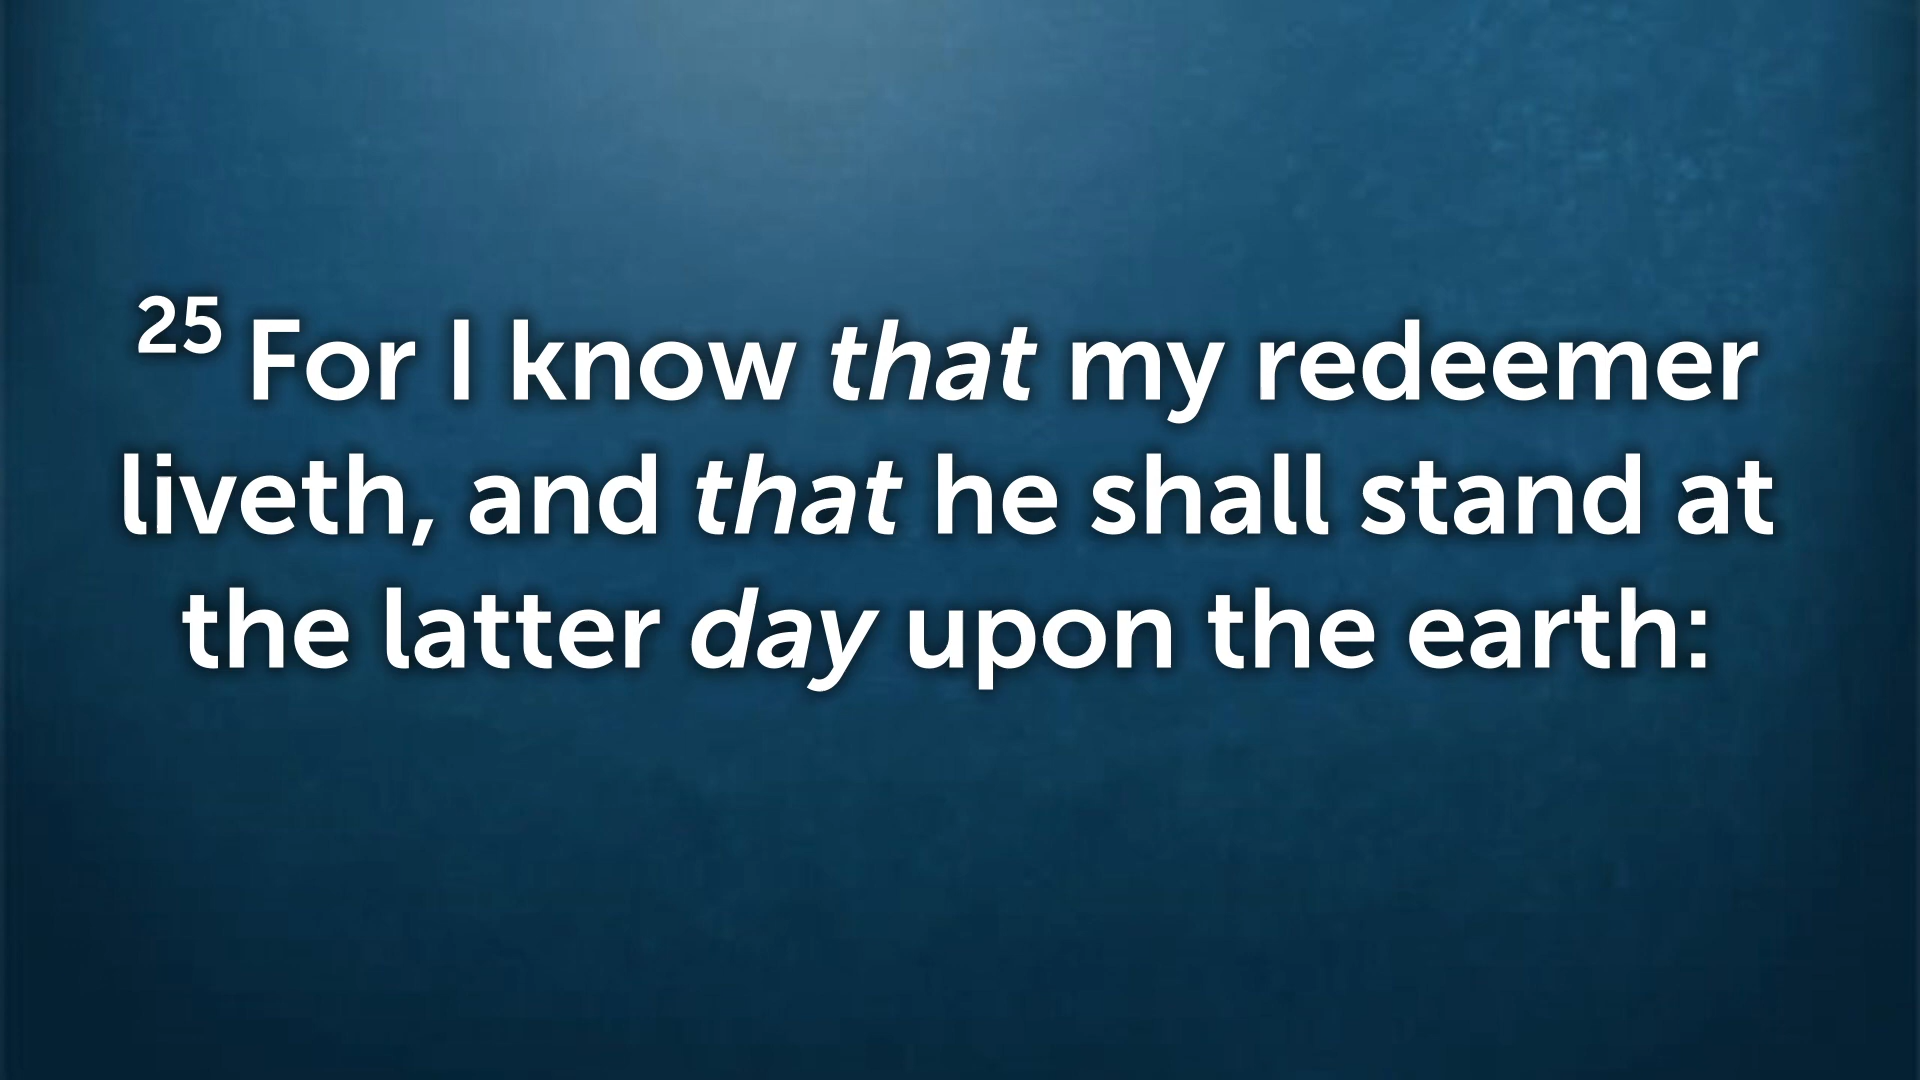 25 For I know that my redeemer
liveth, and that he shall stand at
the latter day upon the earth: